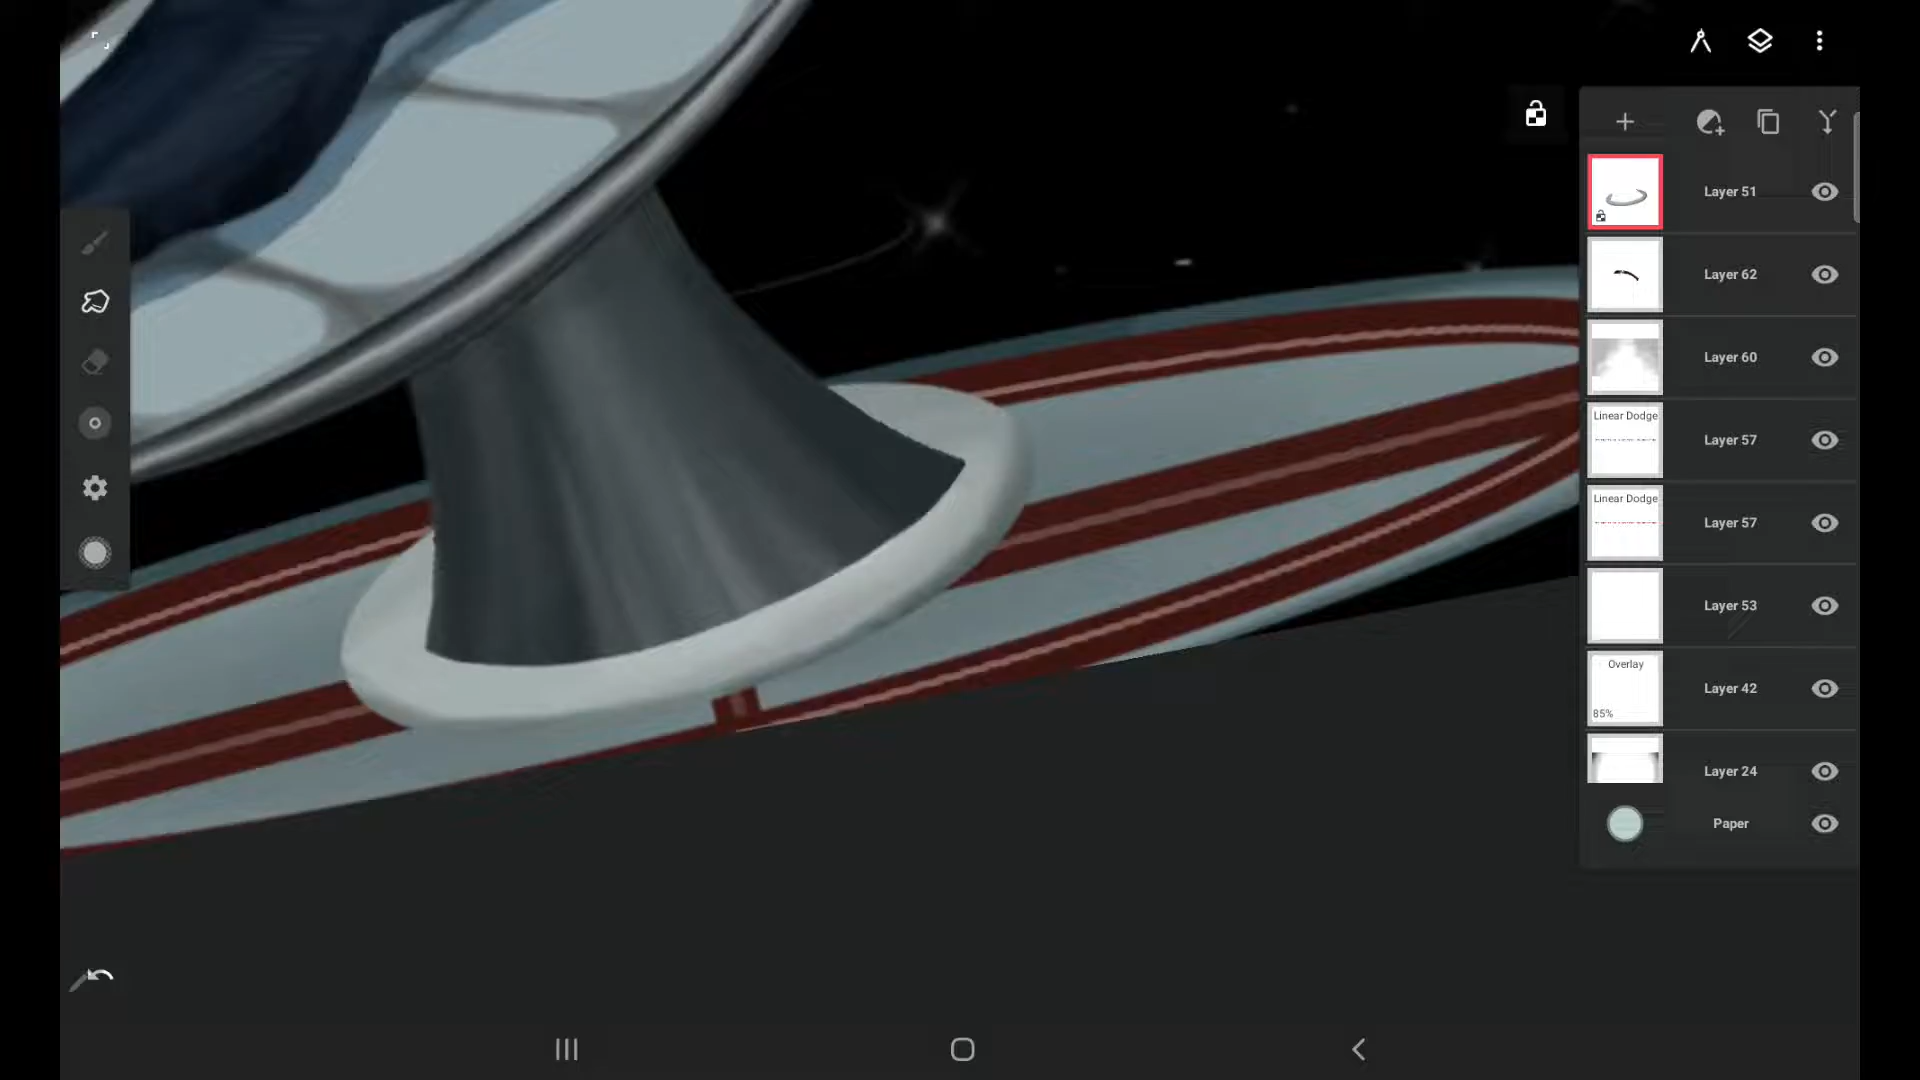 Layer 51
Layer 62
Layer 60
Linear Dodge
Layer 57
Linear Dodge
Layer 57
Layer 53
Overlay
Layer 42
85%
Layer 24
Paper